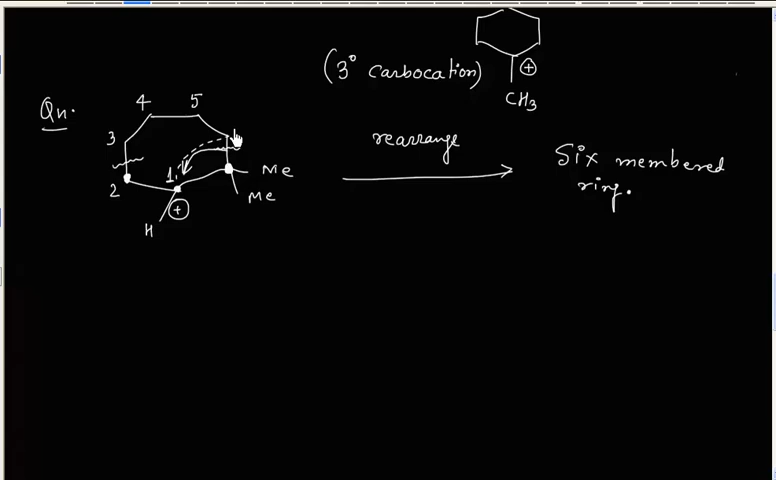 (3° carbocation)
+
CH3
Qn.
4
5
3
2
1
+
H
Me
Me
rearrange
Six membered
ring.